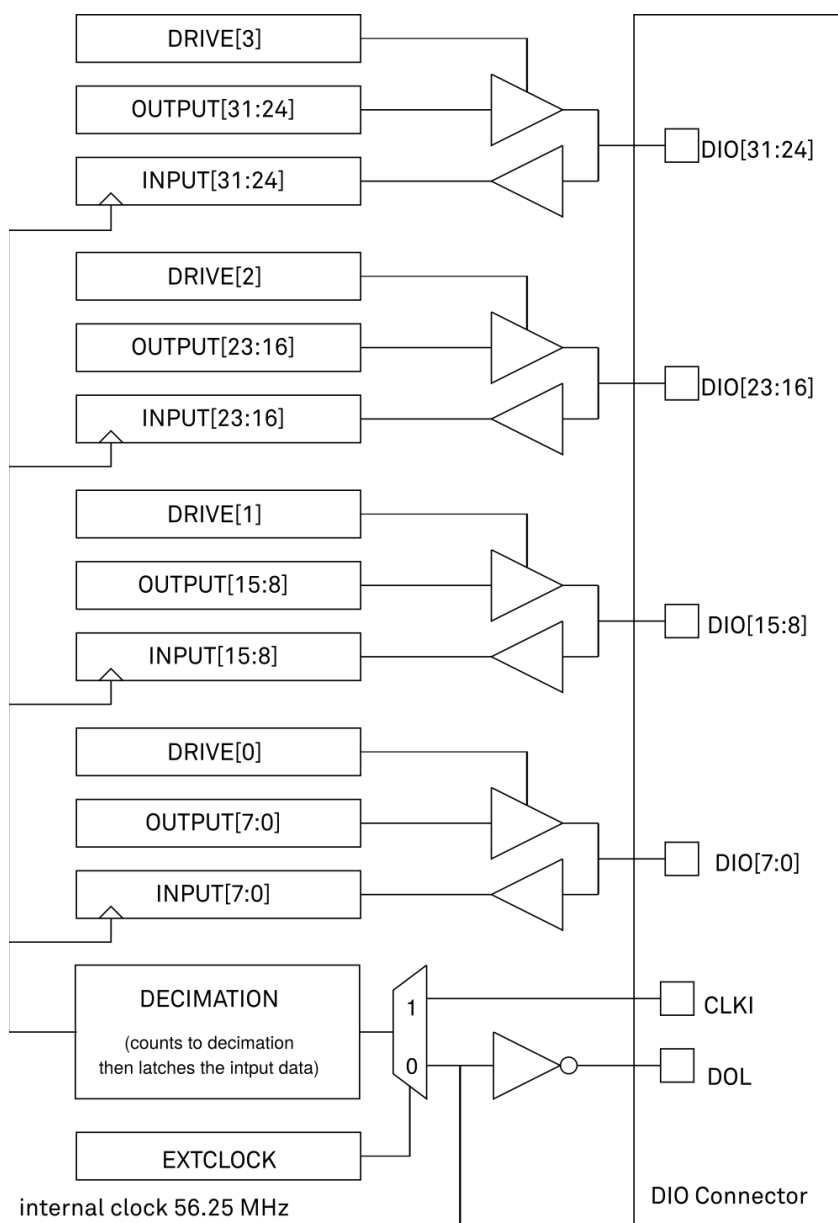 DRIVE[3]
OUTPUT[31:24]
INPUT[31:24]
DIO[31:24]
DRIVE[2]
OUTPUT[23:16]
INPUT[23:16]
DIO[23:16]
DRIVE[1]
OUTPUT[15:8]
INPUT[15:8]
DIO[15:8]
DRIVE[0]
OUTPUT[7:0]
INPUT[7:0]
DIO[7:0]
DECIMATION
(counts to decimation
then latches the intput data)
1
0
CLKI
DOL
EXTCLOCK
internal clock 56.25 MHz
DIO Connector